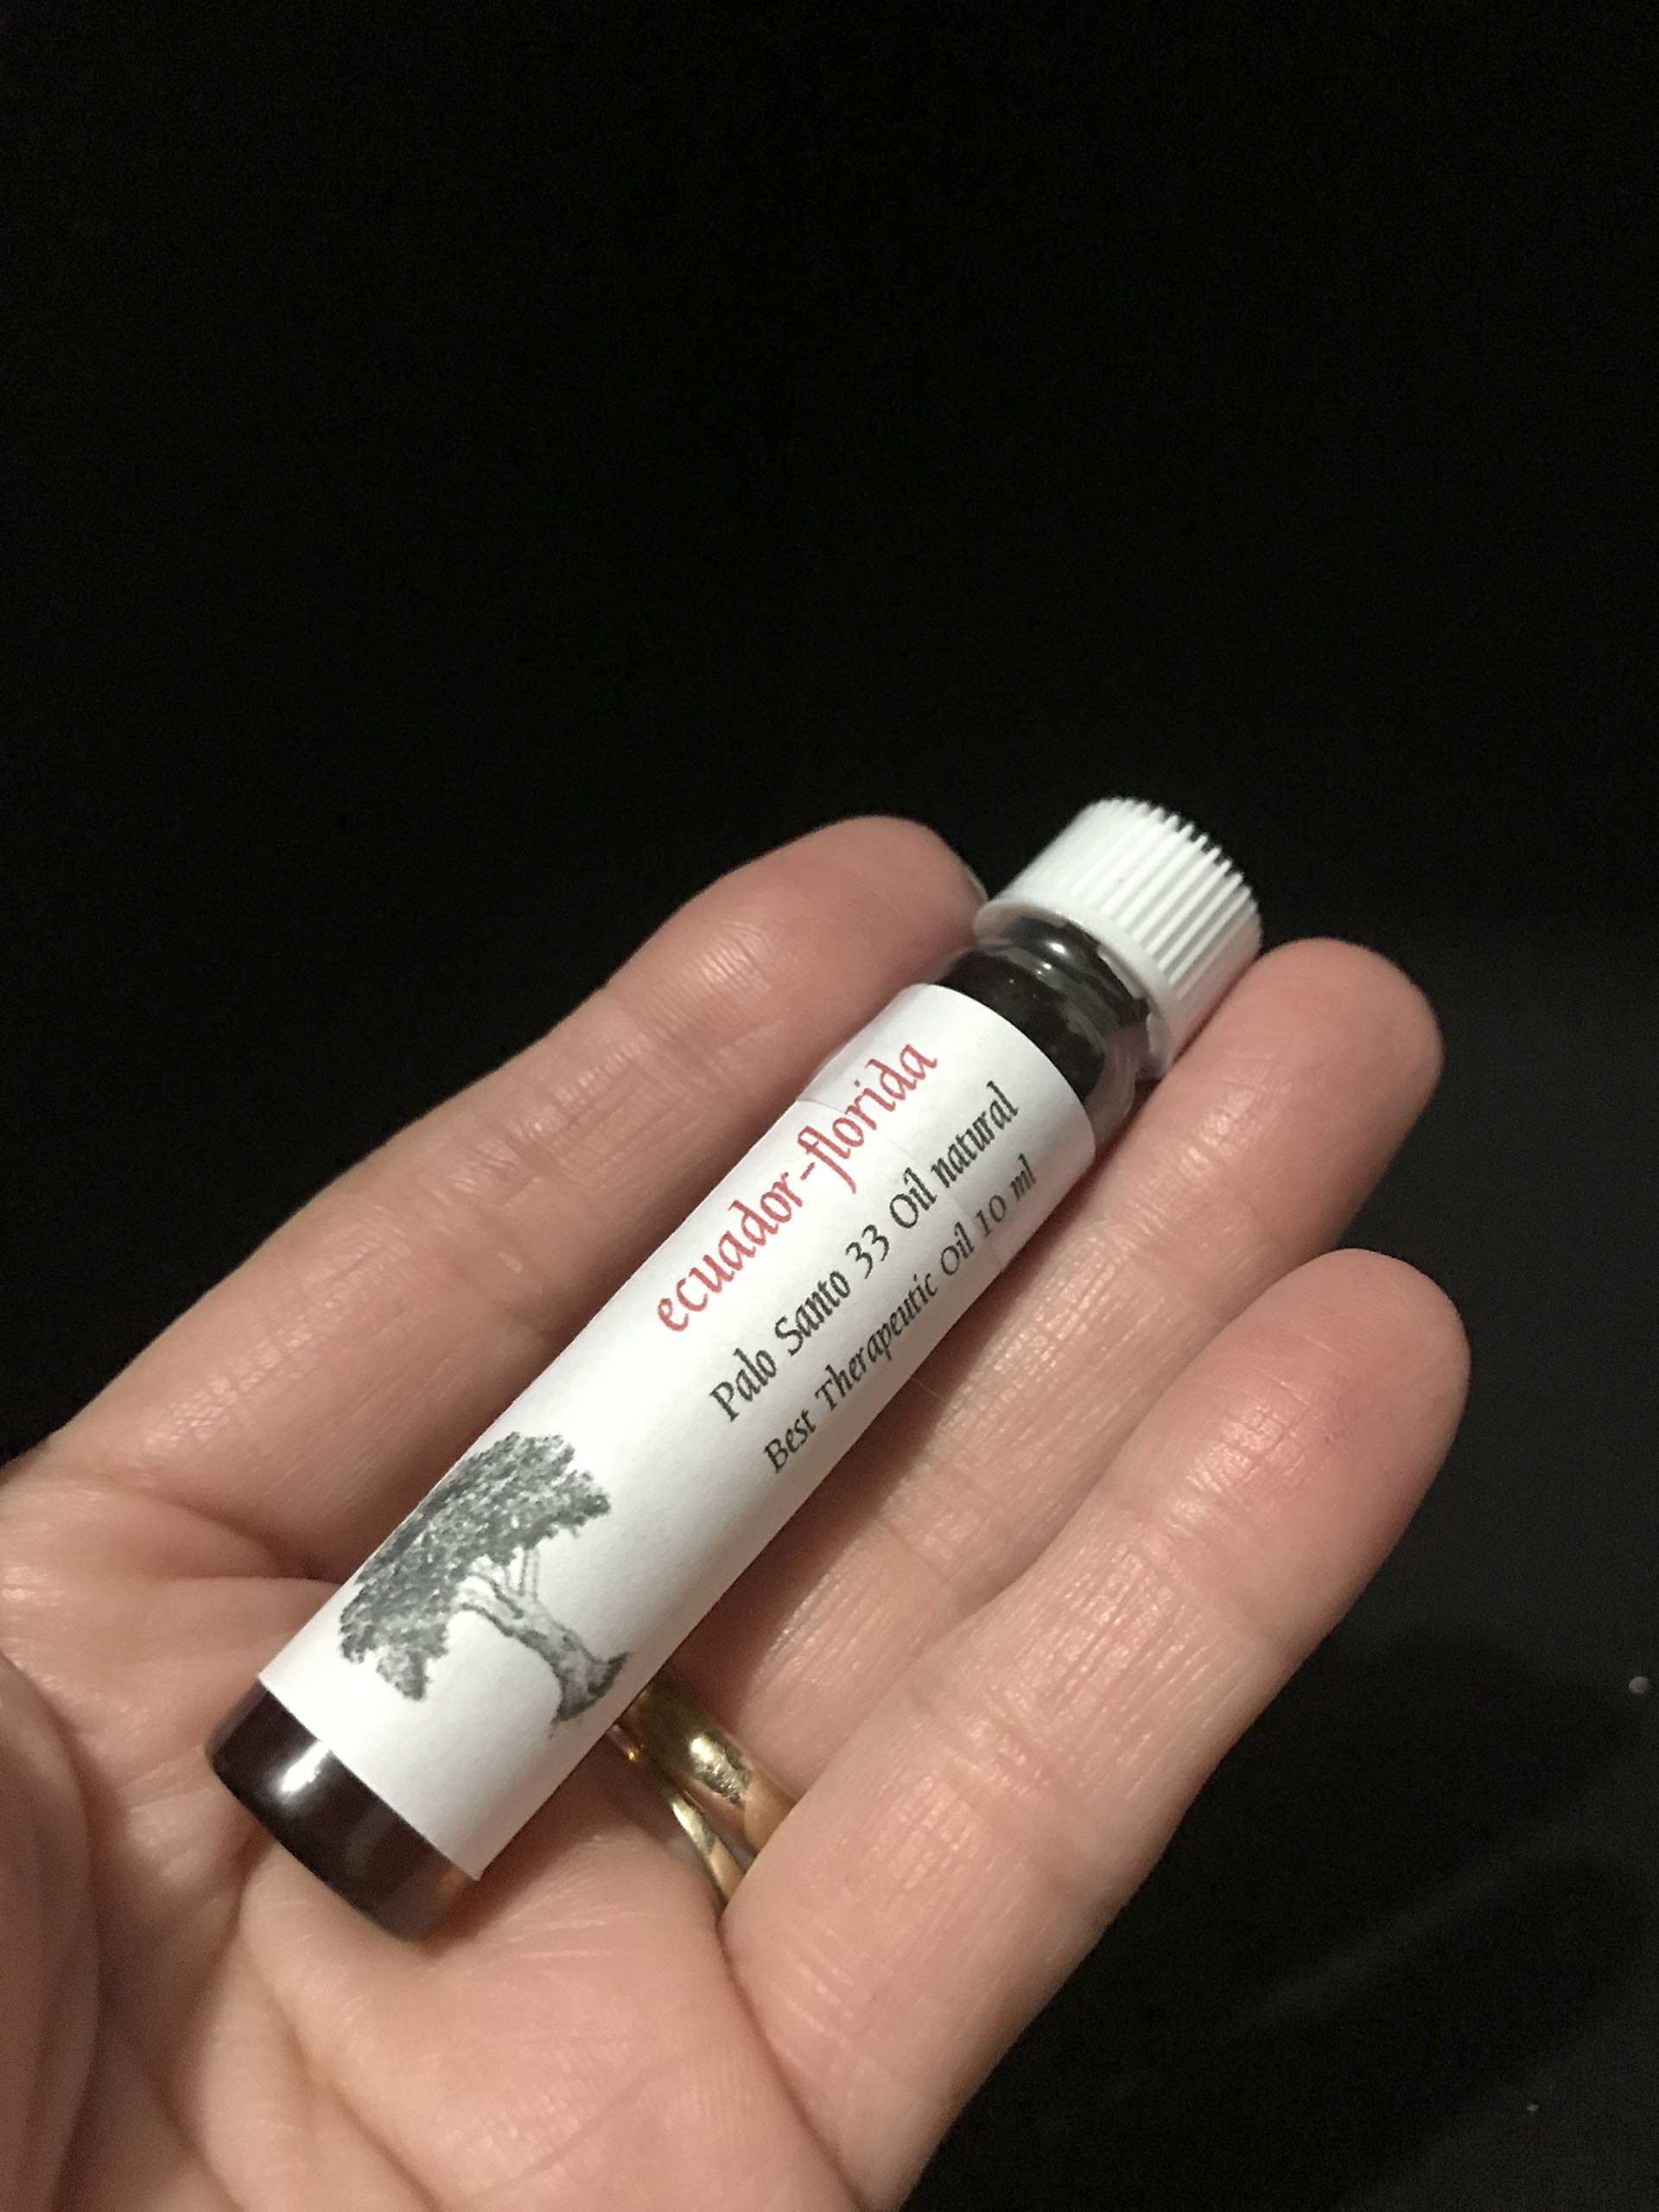 ecuador-florida
Palo Santo 33 Oil natural
Best Therapeutic Oil 10 ml